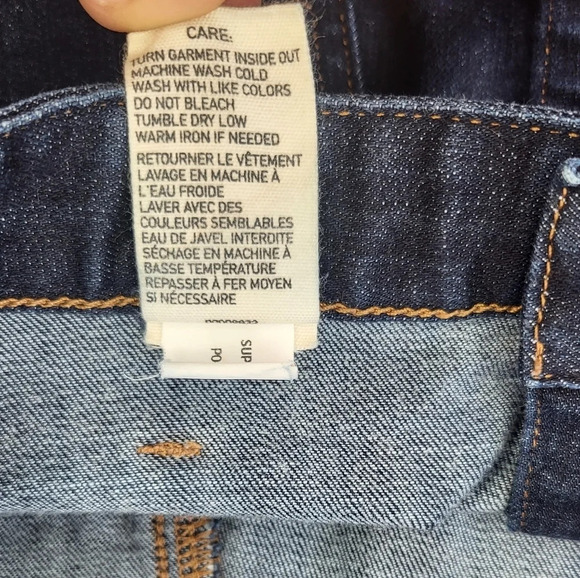 CARE:
TURN GARMENT INSIDE OUT
MACHINE WASH COLD
WASH WITH LIKE COLORS
DO NOT BLEACH
TUMBLE DRY LOW
WARM IRON IF NEEDED
RETOURNER LE VÊTEMENT
LAVAGE EN MACHINE À
L'EAU FROIDE
LAVER AVEC DES
COULEURS SEMBLABLES
EAU DE JAVEL INTERDITE
SÉCHAGE EN MACHINE À
BASSE TEMPÉRATURE
REPASSER À FER MOYEN
SI NÉCESSAIRE
SUP
PO